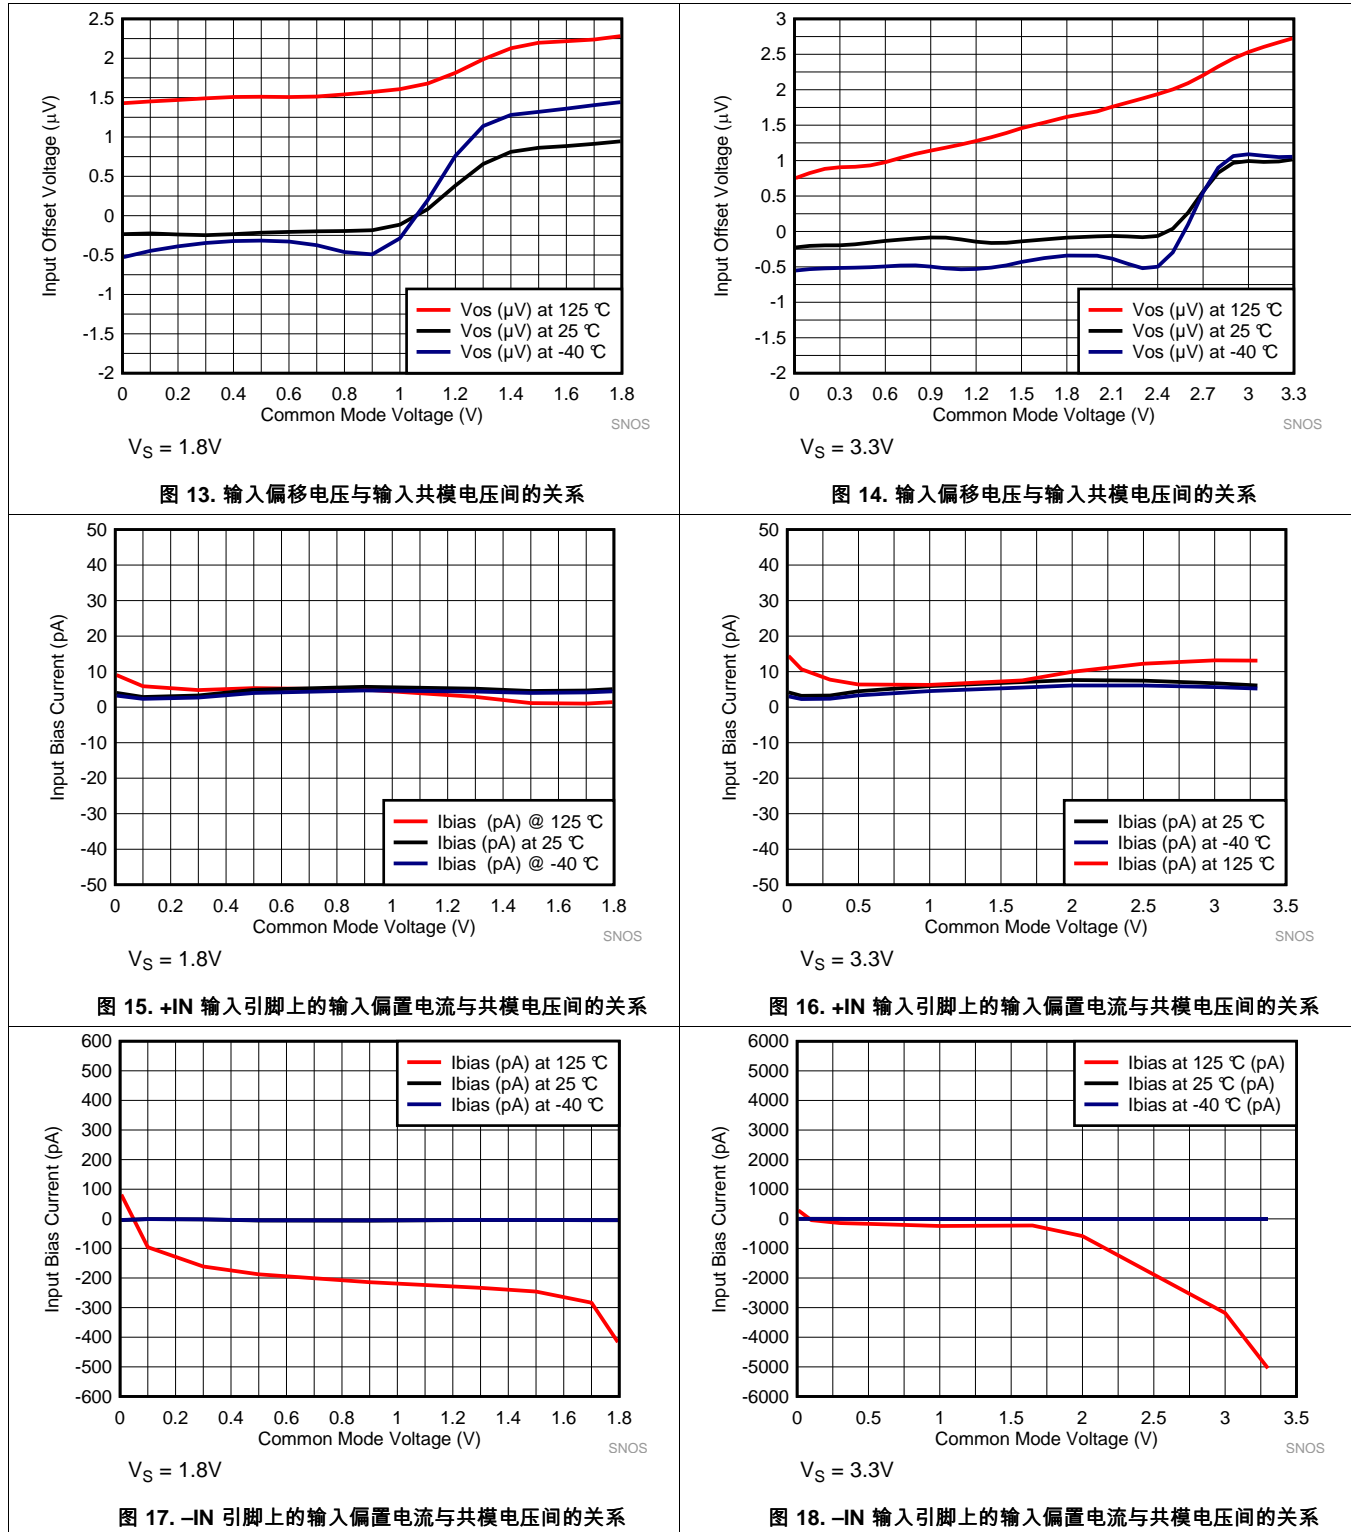 2.5
2
1.5
1
0.5
0
-0.5
-1
-1.5
-2
Input Offset Voltage (µV)
Vos (µV) at 125 °C
Vos (µV) at 25 °C
Vos (µV) at -40 °C
0 0.2 0.4 0.6 0.8 1 1.2 1.4 1.6 1.8
Common Mode Voltage (V)
SNOS
VS = 1.8V
图 13. 输入偏移电压与输入共模电压间的关系
3
2.5
2
1.5
1
0.5
0
-0.5
-1
-1.5
-2
Input Offset Voltage (µV)
Vos (µV) at 125 °C
Vos (µV) at 25 °C
Vos (µV) at -40 °C
0 0.3 0.6 0.9 1.2 1.5 1.8 2.1 2.4 2.7 3 3.3
Common Mode Voltage (V)
SNOS
VS = 3.3V
图 14. 输入偏移电压与输入共模电压间的关系
50
40
30
20
10
0
-10
-20
-30
-40
-50
Input Bias Current (pA)
Ibias (pA) @ 125 °C
Ibias (pA) at 25 °C
Ibias (pA) @ -40 °C
0 0.2 0.4 0.6 0.8 1 1.2 1.4 1.6 1.8
Common Mode Voltage (V)
SNOS
VS = 1.8V
图 15. +IN 输入引脚上的输入偏置电流与共模电压间的关系
50
40
30
20
10
0
-10
-20
-30
-40
-50
Input Bias Current (pA)
Ibias (pA) at 25 °C
Ibias (pA) at -40 °C
Ibias (pA) at 125 °C
0 0.5 1 1.5 2 2.5 3 3.5
Common Mode Voltage (V)
SNOS
VS = 3.3V
图 16. +IN 输入引脚上的输入偏置电流与共模电压间的关系
600
500
400
300
200
100
0
-100
-200
-300
-400
-500
-600
Input Bias Current (pA)
Ibias (pA) at 125 °C
Ibias (pA) at 25 °C
Ibias (pA) at -40 °C
0 0.2 0.4 0.6 0.8 1 1.2 1.4 1.6 1.8
Common Mode Voltage (V)
SNOS
VS = 1.8V
图 17. –IN 引脚上的输入偏置电流与共模电压间的关系
6000
5000
4000
3000
2000
1000
0
-1000
-2000
-3000
-4000
-5000
-6000
Input Bias Current (pA)
Ibias at 125 °C (pA)
Ibias at 25 °C (pA)
Ibias at -40 °C (pA)
0 0.5 1 1.5 2 2.5 3 3.5
Common Mode Voltage (V)
SNOS
VS = 3.3V
图 18. –IN 输入引脚上的输入偏置电流与共模电压间的关系